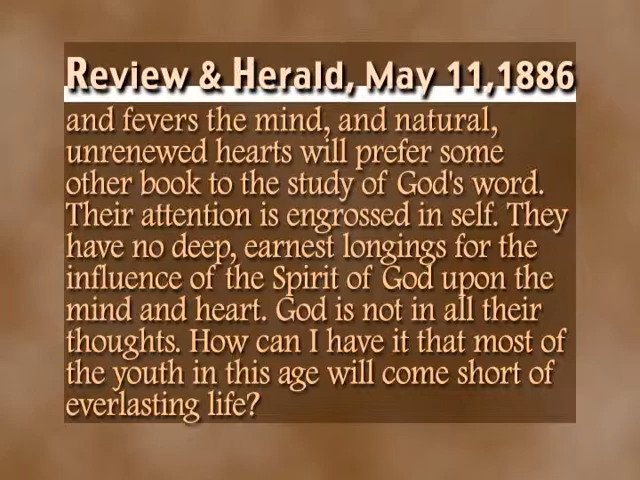 Review & Herald, May 11,1886
and fevers the mind, and natural,
unrenewed hearts will prefer some
other book to the study of God's word.
Their attention is engrossed in self. They
have no deep, earnest longings for the
influence of the Spirit of God upon the
mind and heart. God is not in all their
thoughts. How can I have it that most of
the youth in this age will come short of
everlasting life?